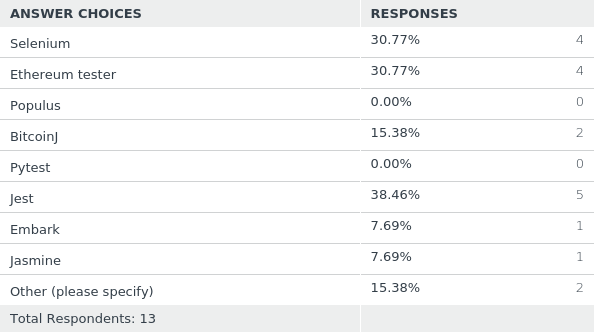 ANSWER CHOICES RESPONSES
Selenium 30.77% 4
Ethereum tester 30.77% 4
Populus 0.00% 0
BitcoinJ 15.38% 2
Pytest 0.00% 0
Jest 38.46% 5
Embark 7.69% 1
Jasmine 7.69% 1
Other (please specify) 15.38% 2
Total Respondents: 13